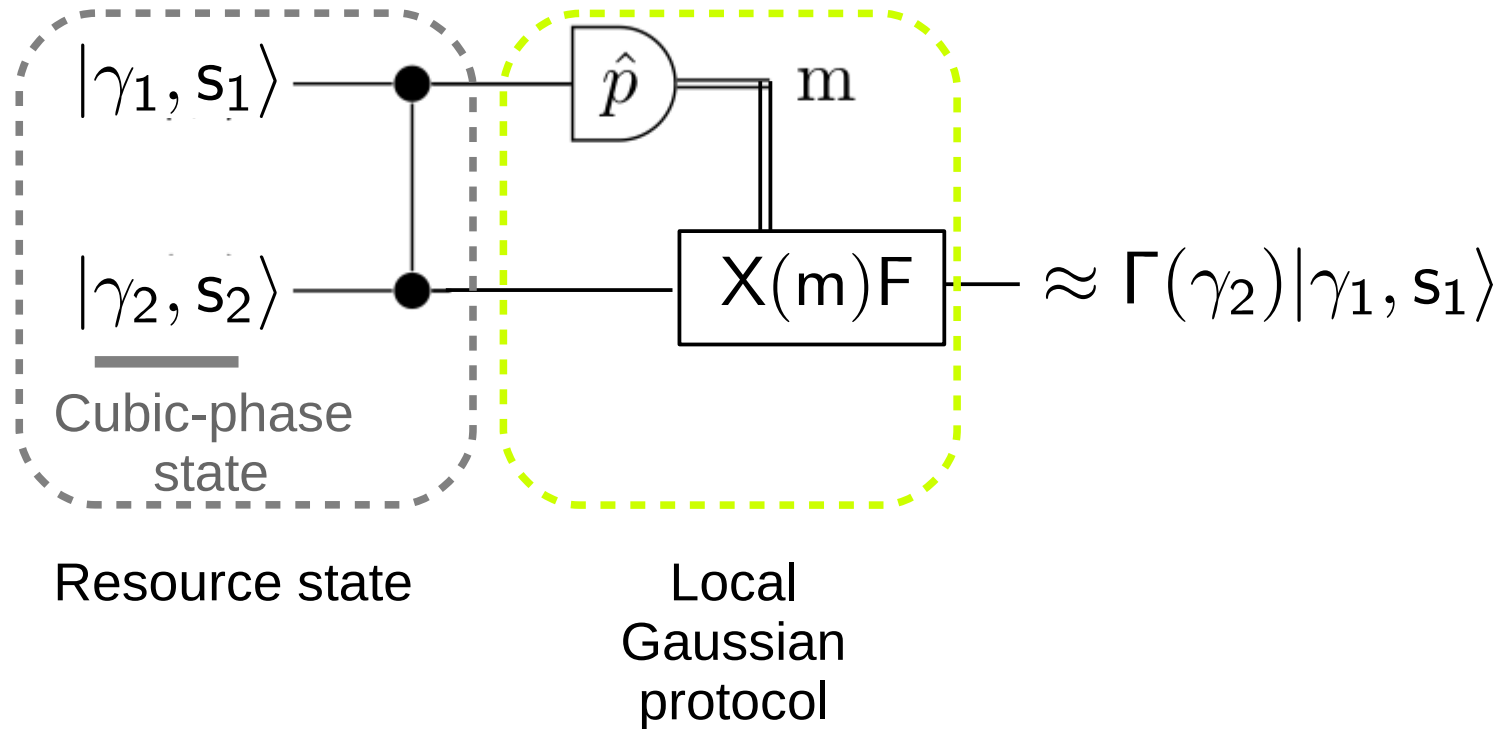 |γ₁, s₁⟩
p̂
m
|γ₂, s₂⟩
X(m)F
≈ Γ(γ₂)|γ₁, s₁⟩
Cubic-phase
state
Resource state
Local
Gaussian
protocol